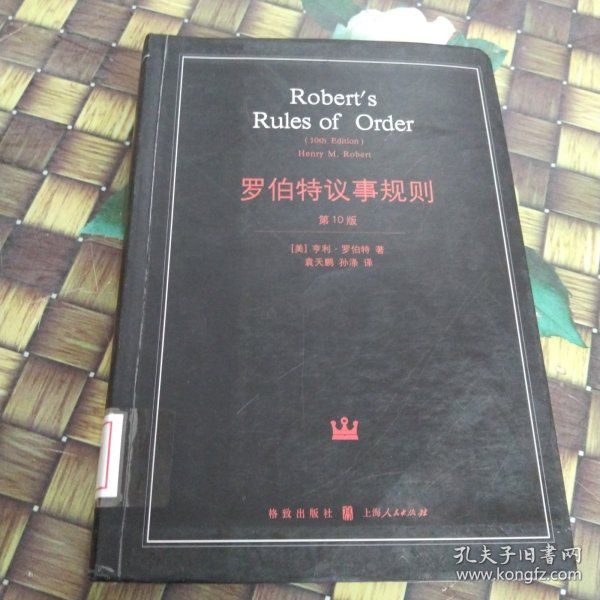 Robert's
Rules of Order
(10th Edition)
Henry M. Robert
罗伯特议事规则
第10版
[美] 亨利·罗伯特 著
袁天鹏 孙涤 译
格致出版社 上海人民出版社
孔夫子旧书网
www.kongfz.com